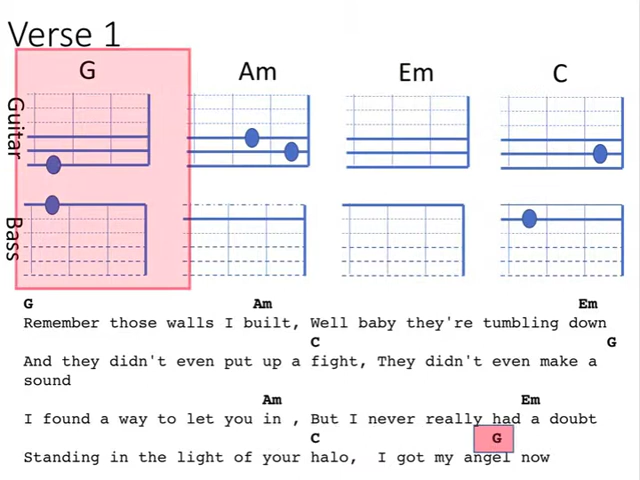 Verse 1
G Am Em C
Guitar
Bass
G Am Em
Remember those walls I built, Well baby they're tumbling down
C G
And they didn't even put up a fight, They didn't even make a
sound
Am Em
I found a way to let you in , But I never really had a doubt
C G
Standing in the light of your halo, I got my angel now